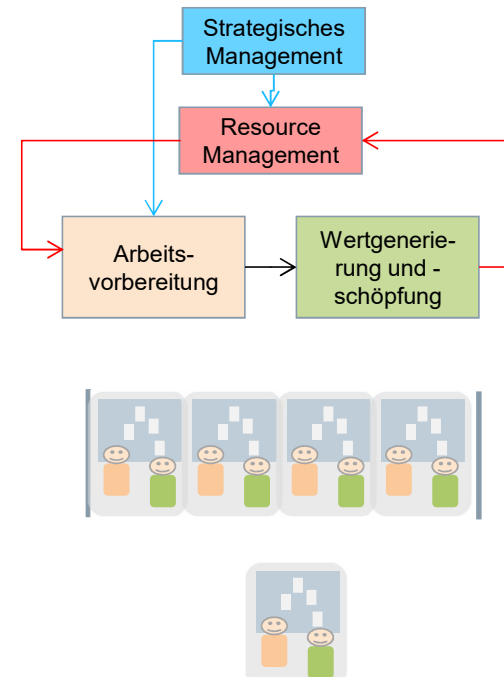 Strategisches
Management
Resource
Management
Arbeits-
vorbereitung
Wertgenerie-
rung und -
schöpfung